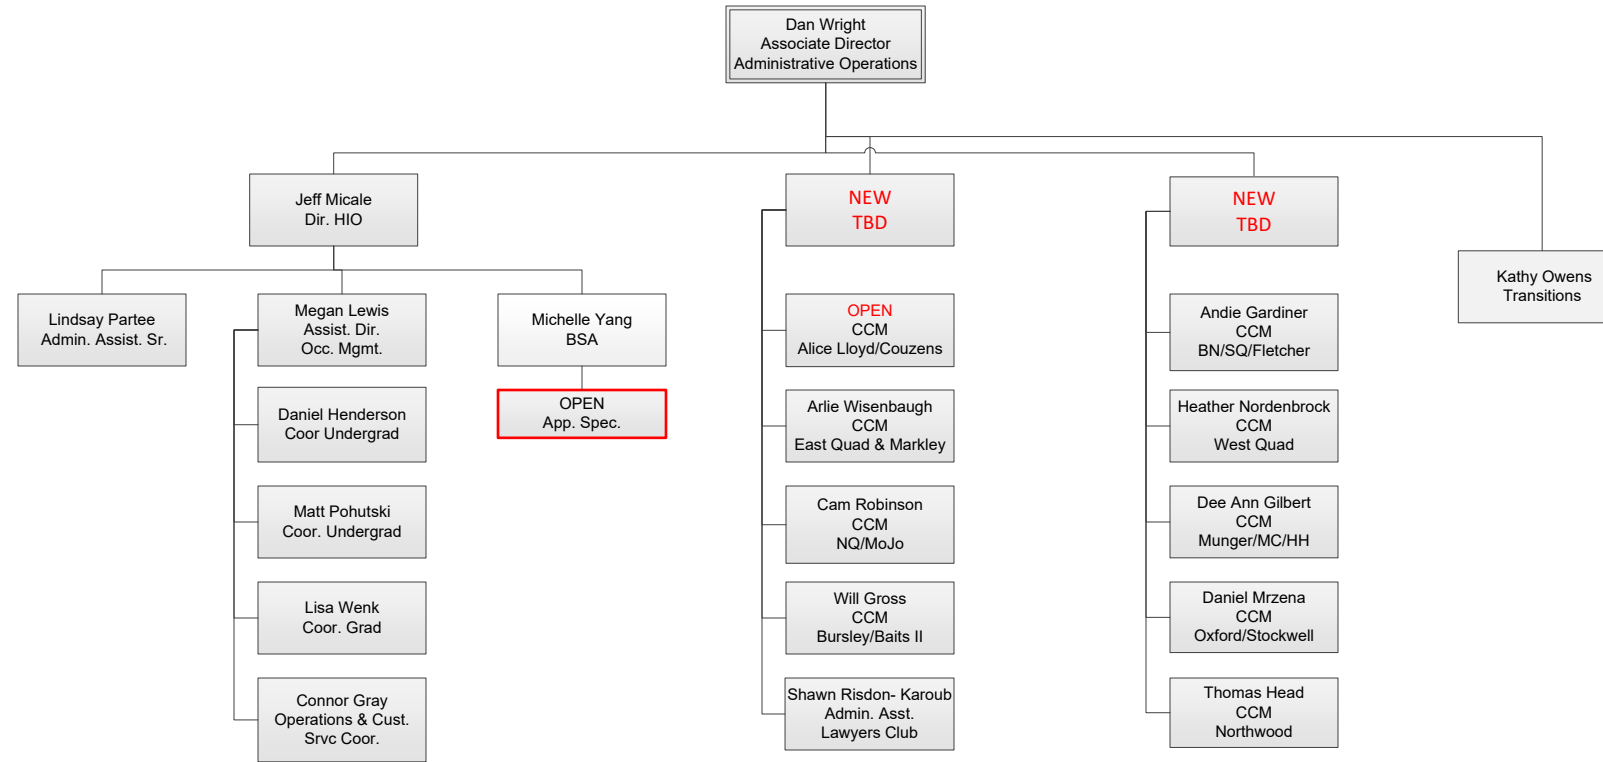 Dan Wright
Associate Director
Administrative Operations
Jeff Micale
Dir. HIO
Lindsay Partee
Admin. Assist. Sr.
Megan Lewis
Assist. Dir.
Occ. Mgmt.
Daniel Henderson
Coor Undergrad
Matt Pohutski
Coor. Undergrad
Lisa Wenk
Coor. Grad
Connor Gray
Operations & Cust.
Srvc Coor.
Michelle Yang
BSA
OPEN
App. Spec.
NEW
TBD
OPEN
CCM
Alice Lloyd/Couzens
Arlie Wisenbaugh
CCM
East Quad & Markley
Cam Robinson
CCM
NQ/MoJo
Will Gross
CCM
Bursley/Baits II
Shawn Risdon- Karoub
Admin. Asst.
Lawyers Club
NEW
TBD
Andie Gardiner
CCM
BN/SQ/Fletcher
Heather Nordenbrock
CCM
West Quad
Dee Ann Gilbert
CCM
Munger/MC/HH
Daniel Mrzena
CCM
Oxford/Stockwell
Thomas Head
CCM
Northwood
Kathy Owens
Transitions